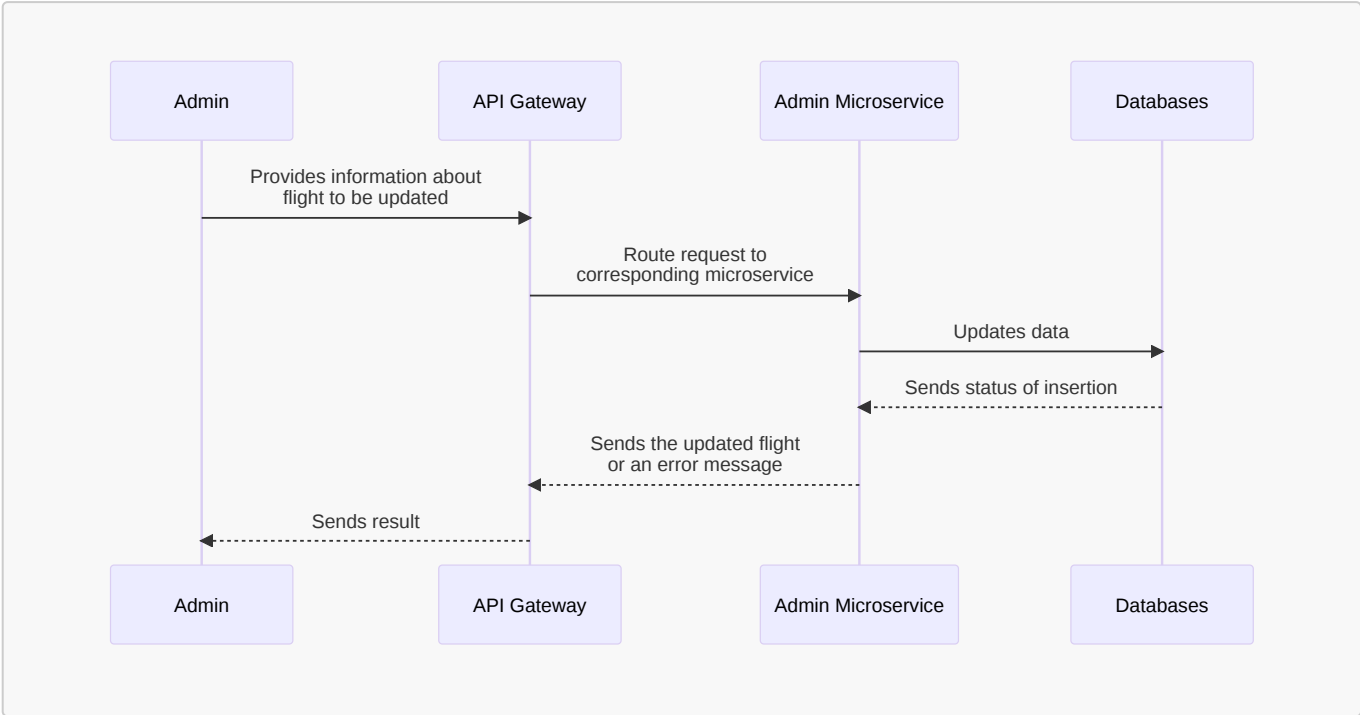 Admin
API Gateway
Admin Microservice
Databases
Provides information about
flight to be updated
Route request to
corresponding microservice
Updates data
Sends status of insertion
Sends the updated flight
or an error message
Sends result
Admin
API Gateway
Admin Microservice
Databases